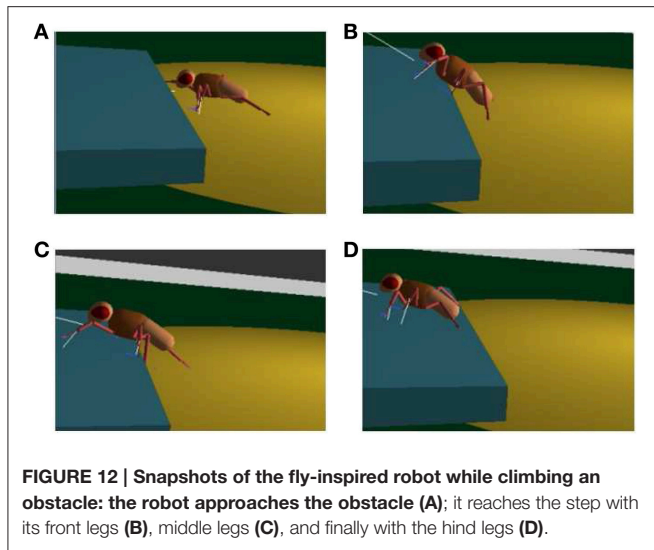 A
B
C
D
FIGURE 12 | Snapshots of the fly-inspired robot while climbing an
obstacle: the robot approaches the obstacle (A); it reaches the step with
its front legs (B), middle legs (C), and finally with the hind legs (D).